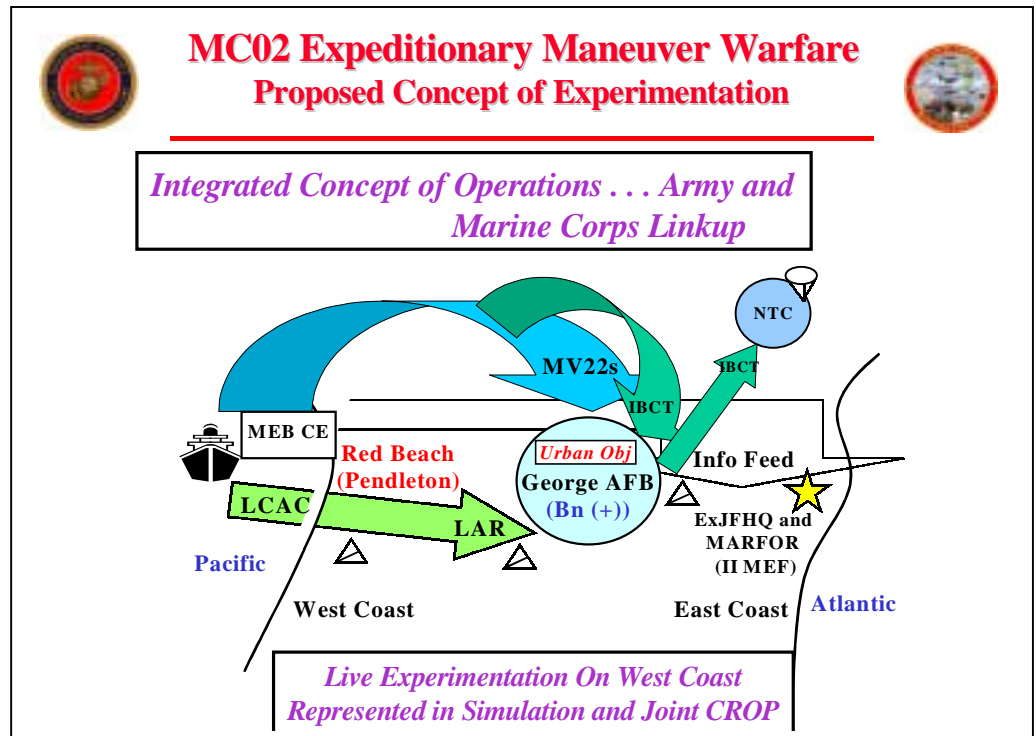 MC02 Expeditionary Maneuver Warfare
Proposed Concept of Experimentation
Integrated Concept of Operations . . . Army and
Marine Corps Linkup
NTC
MV22s
IBCT
IBCT
MEB CE
Red Beach
(Pendleton)
Urban Obj
George AFB
(Bn (+))
Info Feed
LCAC
LAR
ExJFHQ and
MARFOR
(II MEF)
Pacific
West Coast
East Coast
Atlantic
Live Experimentation On West Coast
Represented in Simulation and Joint CROP